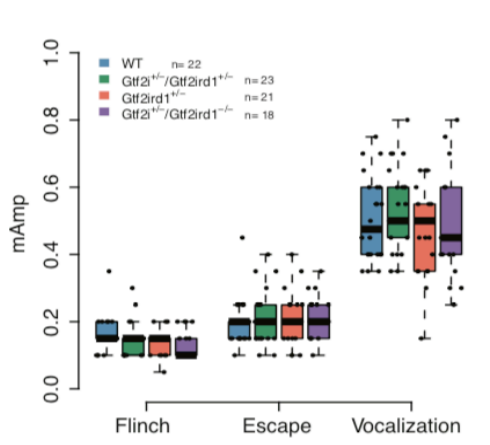 1.0
0.8
0.6
0.4
0.2
0.0
mAmp
WT n= 22
Gtf2i+/−/Gtf2ird1+/− n= 23
Gtf2ird1+/− n= 21
Gtf2i+/−/Gtf2ird1−/− n= 18
Flinch Escape Vocalization